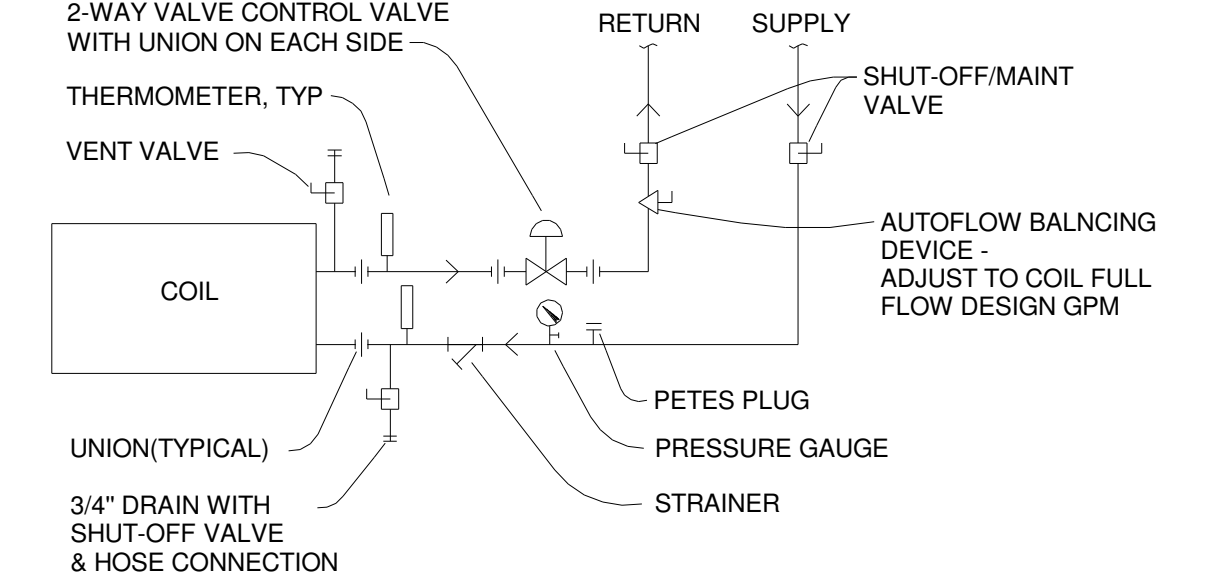 2-WAY VALVE CONTROL VALVE
WITH UNION ON EACH SIDE
RETURN
SUPPLY
THERMOMETER, TYP
SHUT-OFF/MAINT
VALVE
VENT VALVE
AUTOFLOW BALNCING
DEVICE -
ADJUST TO COIL FULL
FLOW DESIGN GPM
COIL
PETES PLUG
UNION(TYPICAL)
PRESSURE GAUGE
3/4" DRAIN WITH
SHUT-OFF VALVE
& HOSE CONNECTION
STRAINER